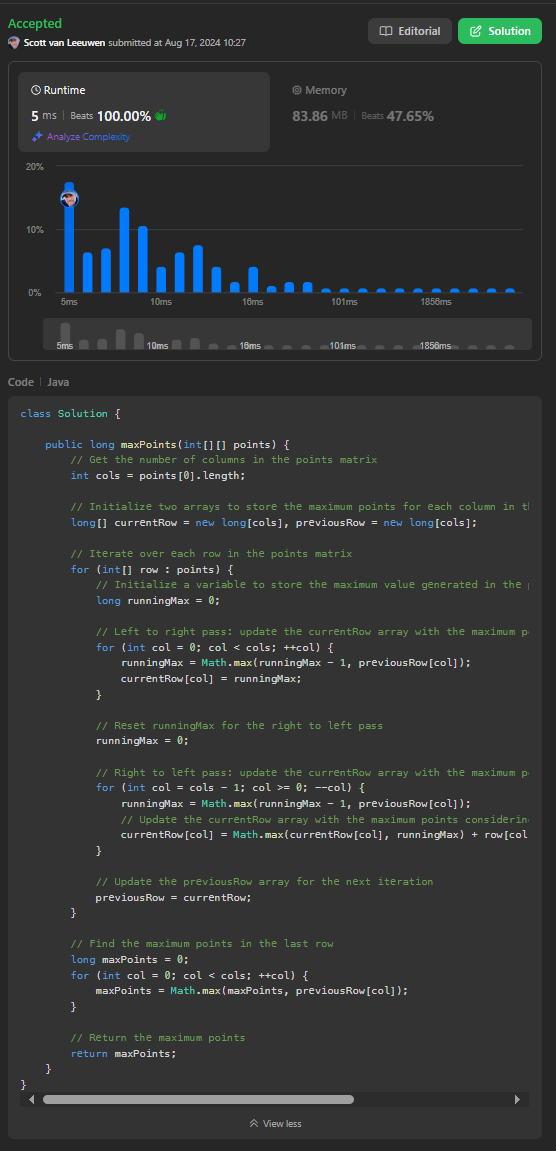 Accepted
Editorial
Solution
Scott van Leeuwen submitted at Aug 17, 2024 10:27
Runtime
5 ms | Beats 100.00%
Analyze Complexity
Memory
83.86 MB | Beats 47.65%
20%
10%
0%
5ms 10ms 16ms 101ms 1856ms
5ms 10ms 16ms 101ms 1856ms
Code | Java
class Solution {
    public long maxPoints(int[][] points) {
        // Get the number of columns in the points matrix
        int cols = points[0].length;
        // Initialize two arrays to store the maximum points for each column in th
        long[] currentRow = new long[cols], previousRow = new long[cols];
        // Iterate over each row in the points matrix
        for (int[] row : points) {
            // Initialize a variable to store the maximum value generated in the p
            long runningMax = 0;
            // Left to right pass: update the currentRow array with the maximum po
            for (int col = 0; col < cols; ++col) {
                runningMax = Math.max(runningMax - 1, previousRow[col]);
                currentRow[col] = runningMax;
            }
            // Reset runningMax for the right to left pass
            runningMax = 0;
            // Right to left pass: update the currentRow array with the maximum po
            for (int col = cols - 1; col >= 0; --col) {
                runningMax = Math.max(runningMax - 1, previousRow[col]);
                // Update the currentRow array with the maximum points considering
                currentRow[col] = Math.max(currentRow[col], runningMax) + row[col
            }
            // Update the previousRow array for the next iteration
            previousRow = currentRow;
        }
        // Find the maximum points in the last row
        long maxPoints = 0;
        for (int col = 0; col < cols; ++col) {
            maxPoints = Math.max(maxPoints, previousRow[col]);
        }
        // Return the maximum points
        return maxPoints;
    }
}
View less